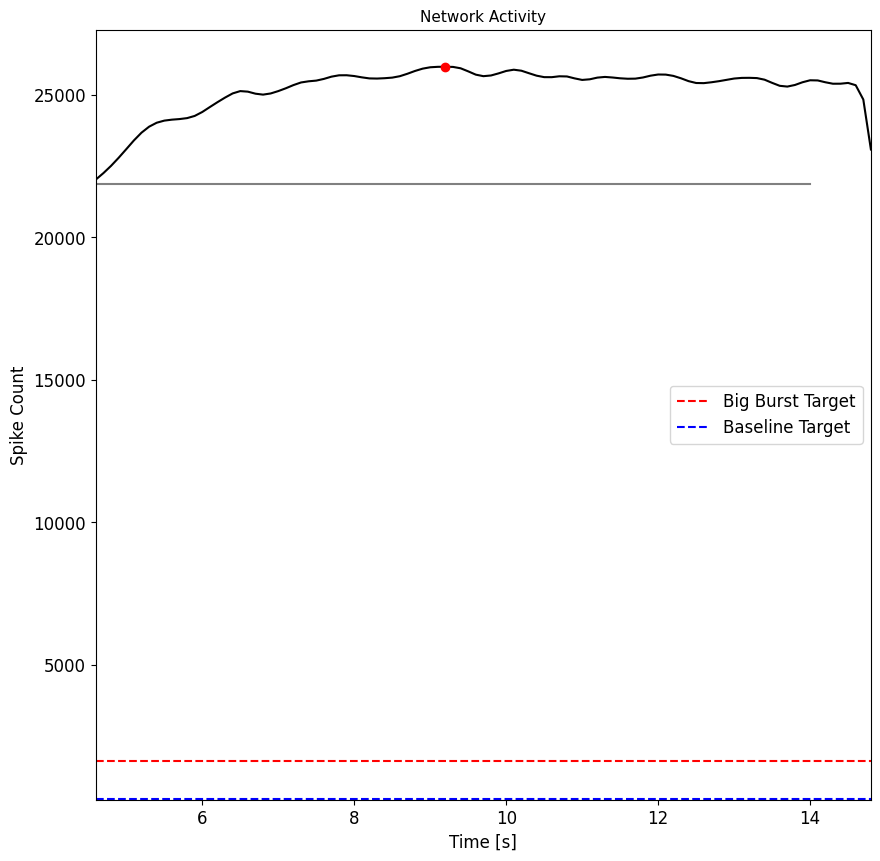 Network Activity
25000
20000
15000
10000
5000
Spike Count
Big Burst Target
Baseline Target
6 8 10 12 14
Time [s]